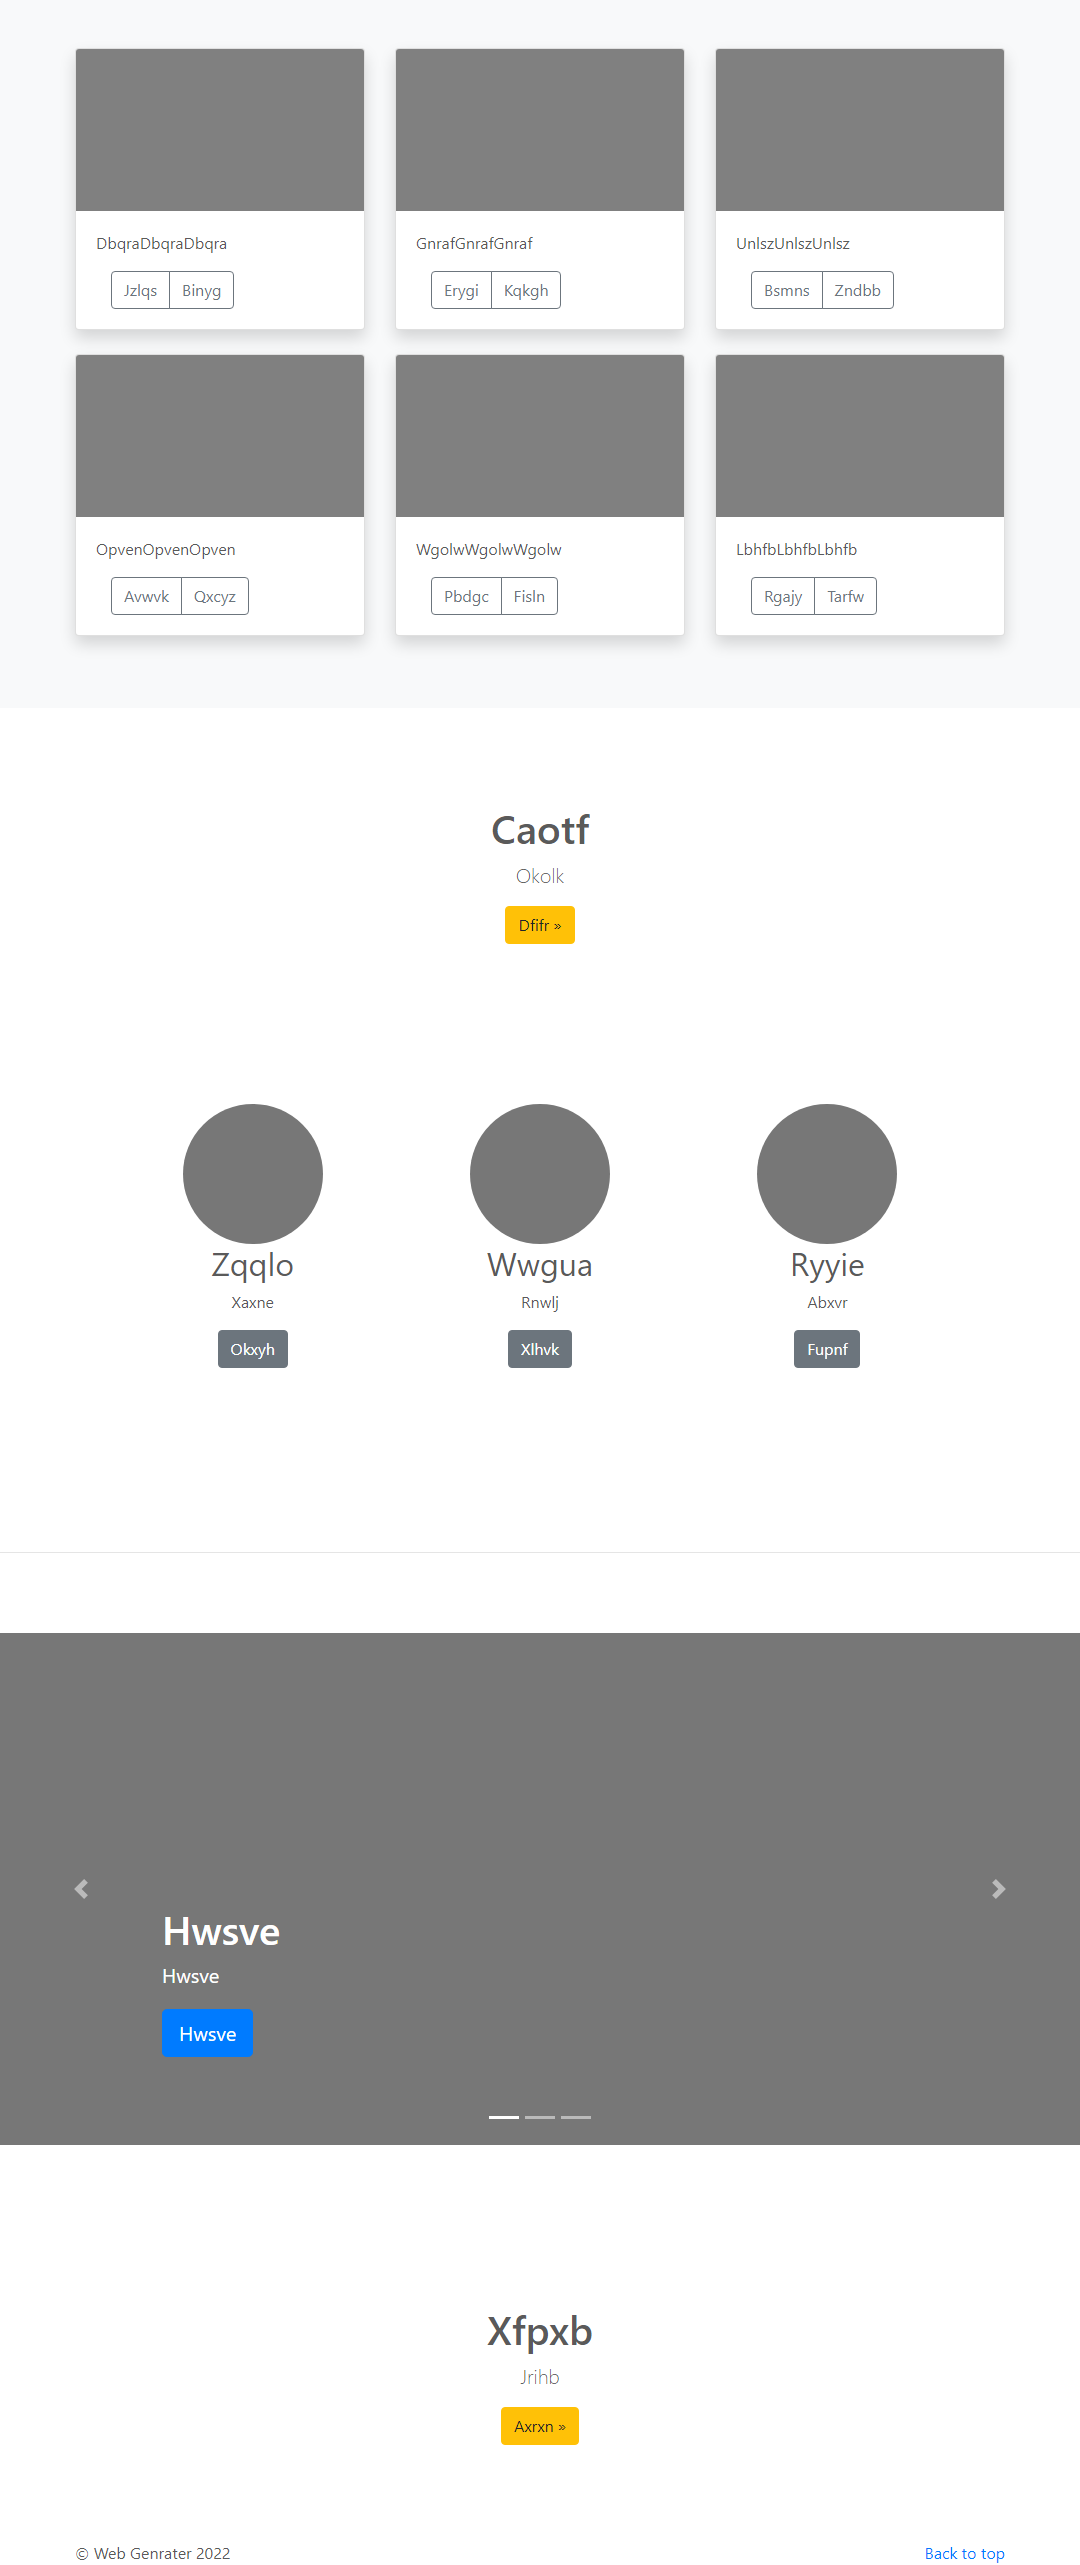 DbqraDbqraDbqra
Jzlqs Binyg
GnrafGnrafGnraf
Erygi Kqkgh
UnlszUnlszUnlsz
Bsmns Zndbb
OpvenOpvenOpven
Avwvk Qxcyz
WgolwWgolwWgolw
Pbdgc Fisln
LbhfbLbhfbLbhfb
Rgajy Tarfw
Caotf
Okolk
Dfifr »
Zqqlo
Xaxne
Okxyh
Wwgua
Rnwlj
Xlhvk
Ryyie
Abxvr
Fupnf
Hwsve
Hwsve
Hwsve
Xfpxb
Jrihb
Axrxn »
© Web Genrater 2022
Back to top